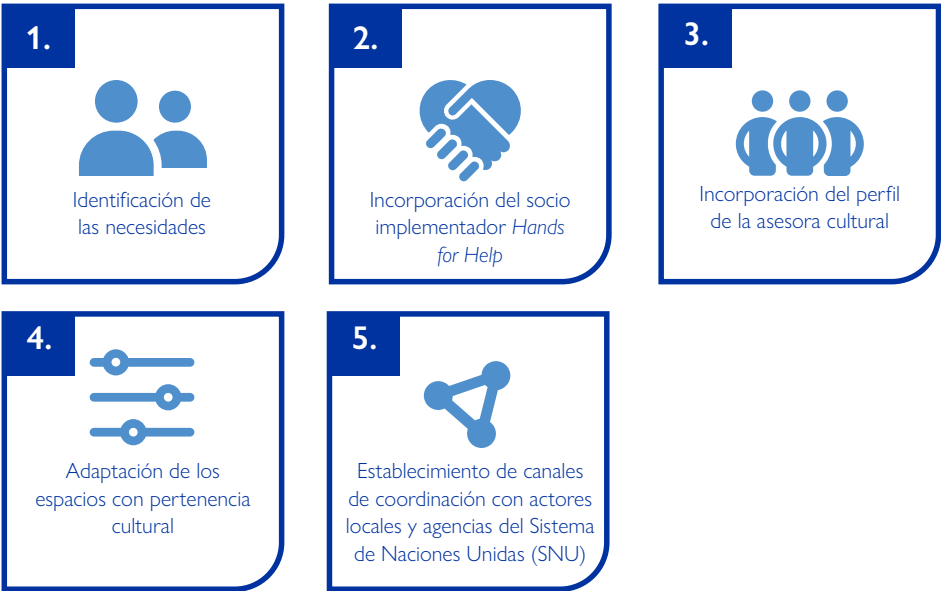 1.
Identificación de
las necesidades
2.
Incorporación del socio
implementador Hands
for Help
3.
Incorporación del perfil
de la asesora cultural
4.
Adaptación de los
espacios con pertenencia
cultural
5.
Establecimiento de canales
de coordinación con actores
locales y agencias del Sistema
de Naciones Unidas (SNU)